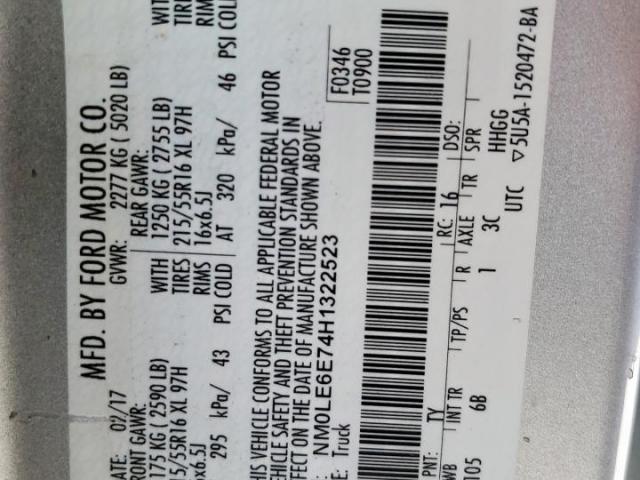 MFD. BY FORD MOTOR CO.
ATE: 02/17 GVWR: 2277 KG ( 5020 LB)
RONT GAWR: REAR GAWR:
175 KG ( 2590 LB) WITH 1250 KG ( 2755 LB) WIT
15/55R16 XL 97H TIRES 215/55R16 XL 97H TIRE
x6.5J RIMS 16x6.5J RIMS
295 kPa/ 43 PSI COLD AT 320 kPa/ 46 PSI COLD
HIS VEHICLE CONFORMS TO ALL APPLICABLE FEDERAL MOTOR
VEHICLE SAFETY AND THEFT PREVENTION STANDARDS IN
FFECT ON THE DATE OF MANUFACTURE SHOWN ABOVE.
: NM0LE6E74H1322523 F0346
E: Truck T0900
PNT: TY RC: 16 DSO:
WB INT TR TP/PS R AXLE TR SPR
105 6B 1 3C HHGG
UTC ▽5U5A-1520472-BA